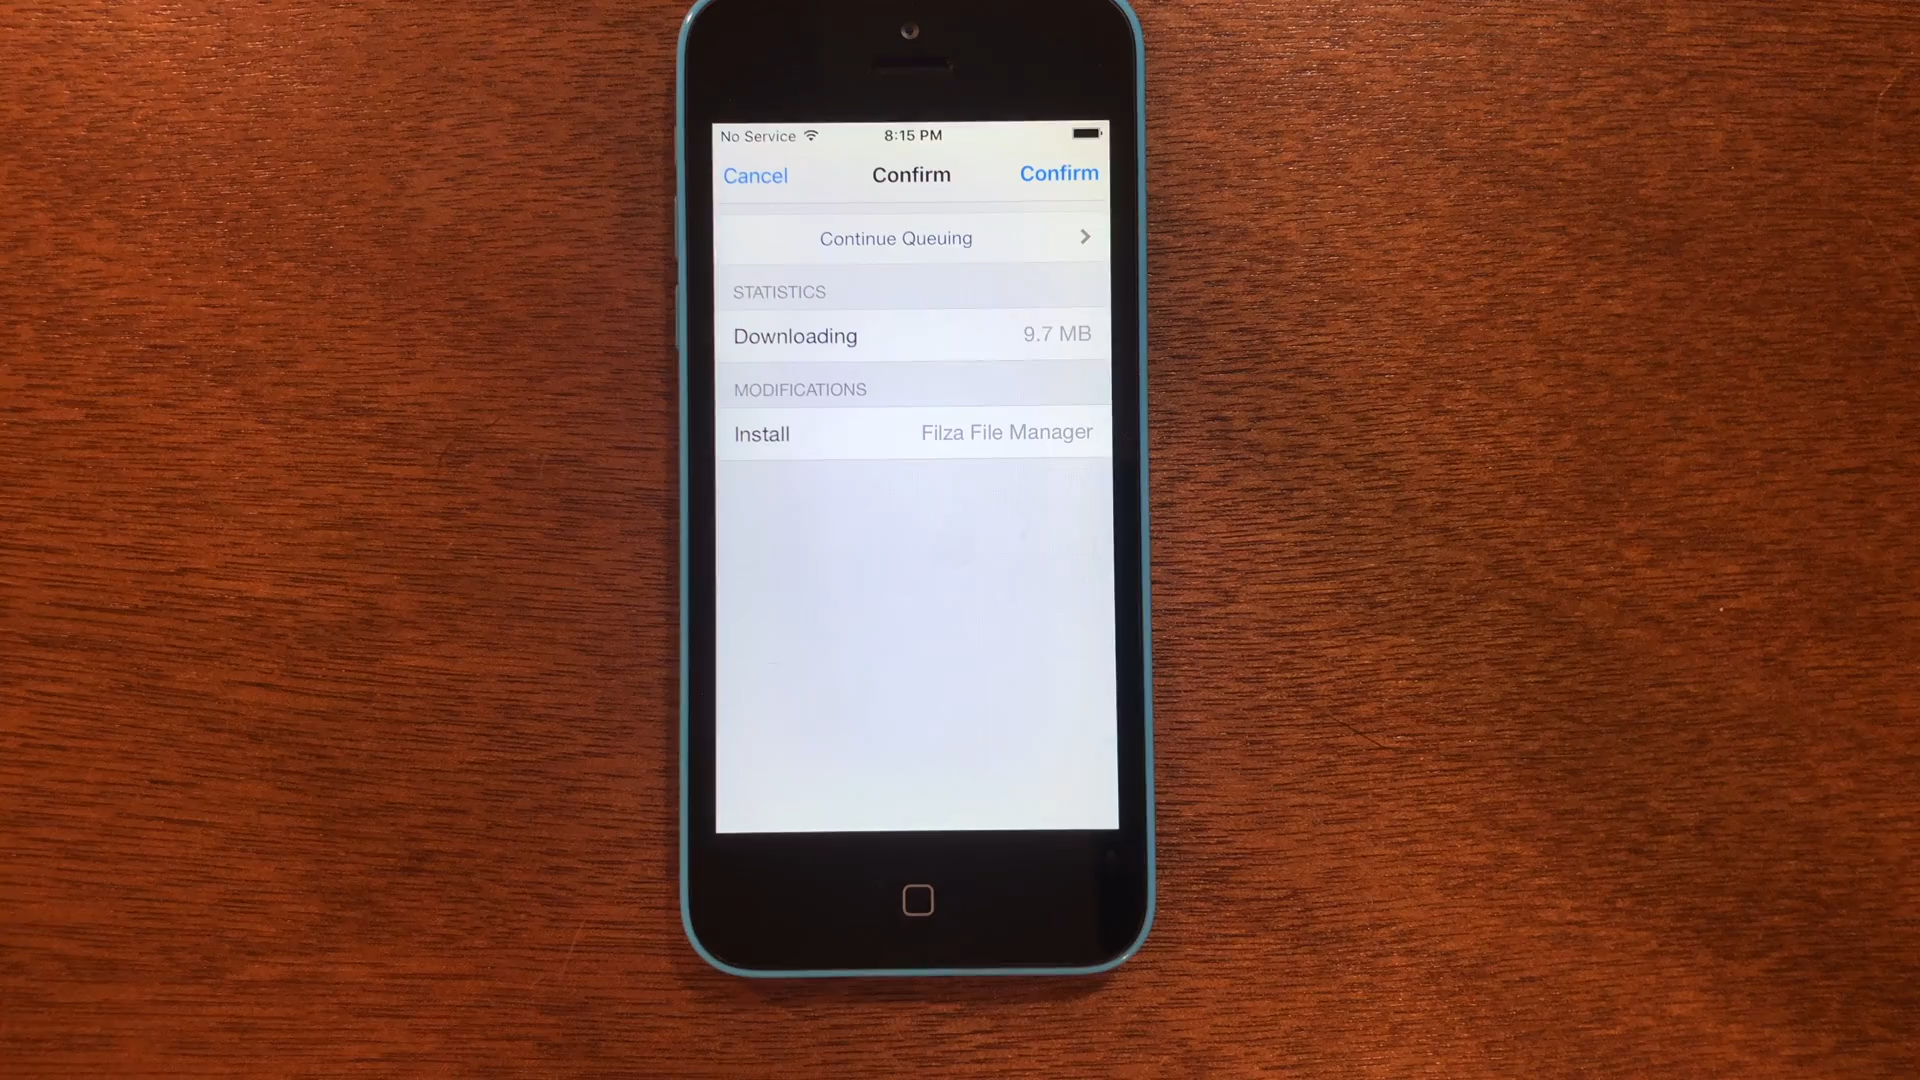 No Service 8:15 PM
Cancel Confirm Confirm
Continue Queuing
STATISTICS
Downloading 9.7 MB
MODIFICATIONS
Install Filza File Manager